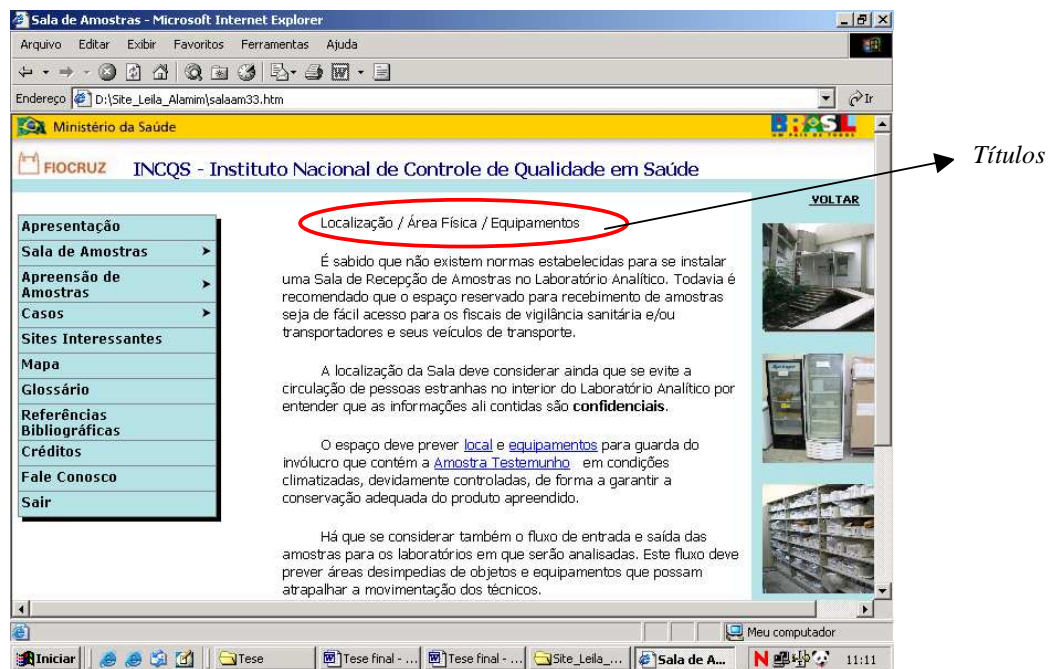 Sala de Amostras - Microsoft Internet Explorer
Arquivo Editar Exibir Favoritos Ferramentas Ajuda
Endereço D:\Site_Leila_Alamim\salaam33.htm Ir
Ministério da Saúde BRASIL
UM PAÍS DE TODOS
FIOCRUZ INCQS - Instituto Nacional de Controle de Qualidade em Saúde
Títulos
VOLTAR
Apresentação
Sala de Amostras
Apreensão de
Amostras
Casos
Sites Interessantes
Mapa
Glossário
Referências
Bibliográficas
Créditos
Fale Conosco
Sair
Localização / Área Física / Equipamentos
É sabido que não existem normas estabelecidas para se instalar
uma Sala de Recepção de Amostras no Laboratório Analítico. Todavia é
recomendado que o espaço reservado para recebimento de amostras
seja de fácil acesso para os fiscais de vigilância sanitária e/ou
transportadores e seus veículos de transporte.
A localização da Sala deve considerar ainda que se evite a
circulação de pessoas estranhas no interior do Laboratório Analítico por
entender que as informações ali contidas são confidenciais.
O espaço deve prever local e equipamentos para guarda do
invólucro que contém a Amostra Testemunho em condições
climatizadas, devidamente controladas, de forma a garantir a
conservação adequada do produto apreendido.
Há que se considerar também o fluxo de entrada e saída das
amostras para os laboratórios em que serão analisadas. Este fluxo deve
prever áreas desimpedias de objetos e equipamentos que possam
atrapalhar a movimentação dos técnicos.
Meu computador
Iniciar Tese Tese final - ... Tese final - ... Site_Leila_... Sala de A... N 11:11